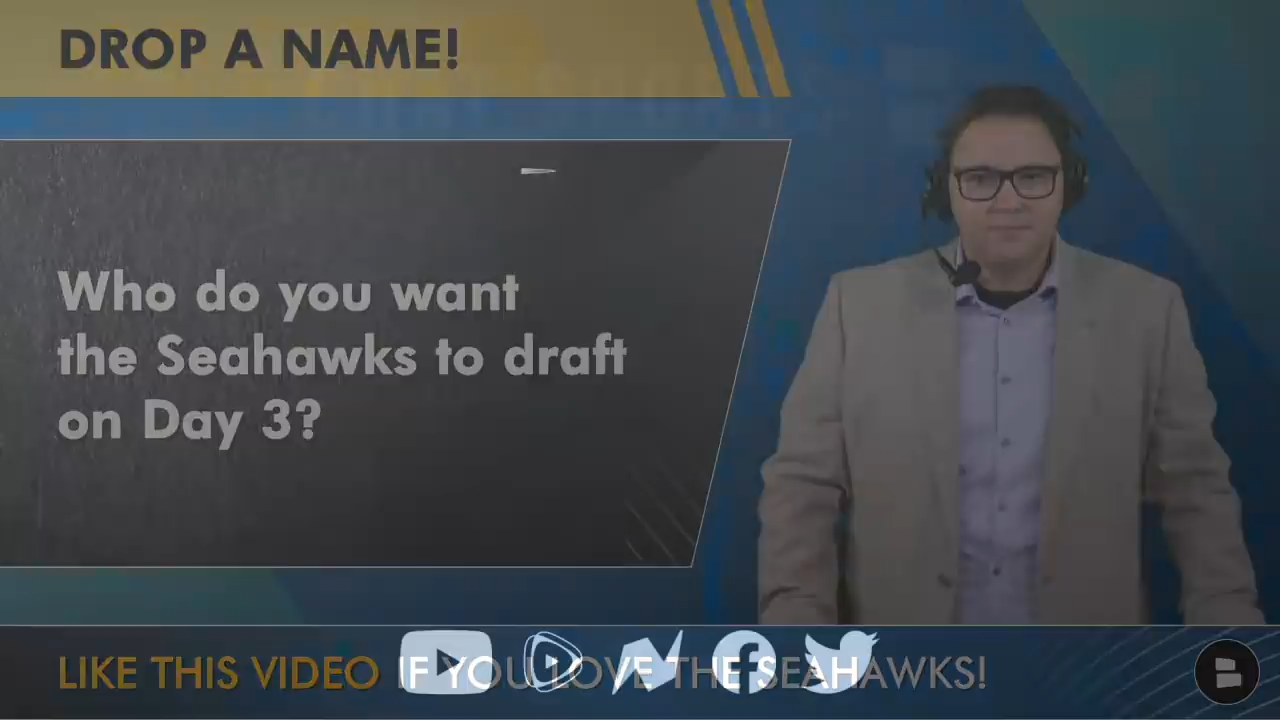 DROP A NAME!
Who do you want
the Seahawks to draft
on Day 3?
LIKE THIS VIDEO IF YOU LOVE THE SEAHAWKS!